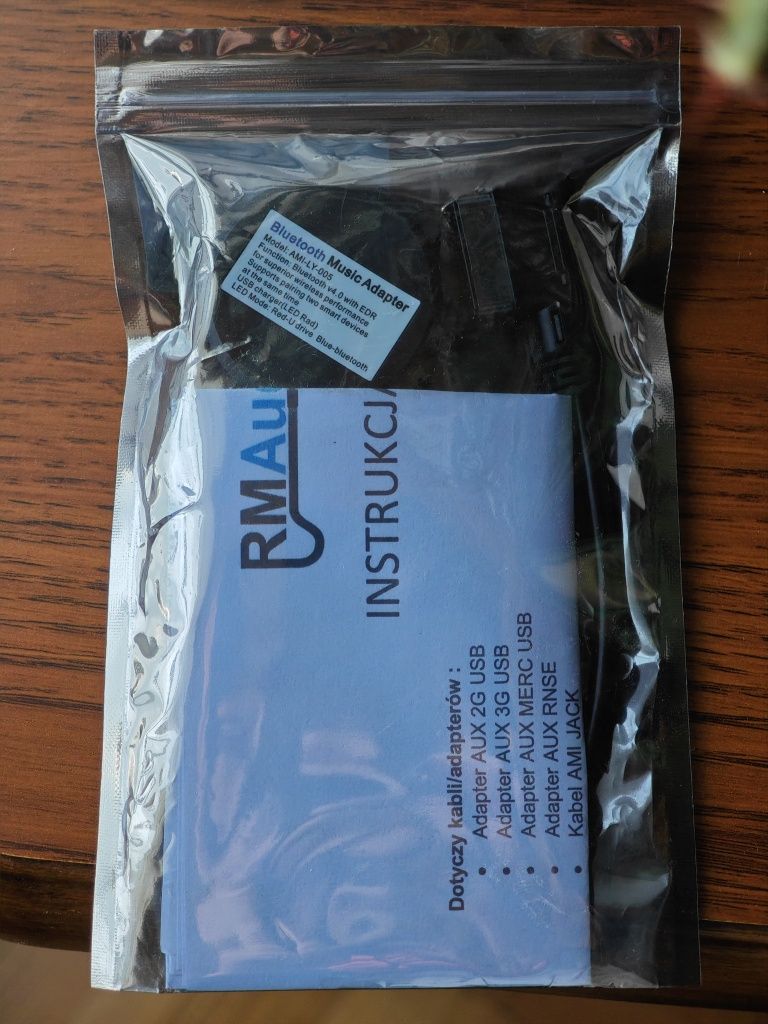 Bluetooth Music Adapter
Model: AMI-LY-005
Function: Bluetooth v4.0 with EDR
for superior wireless performance
Supports pairing two smart devices
at the same time
USB charger(LED Rad)
LED Mode: Red-U drive Blue-bluetooth
RMAu
INSTRUKCJA
Dotyczy kabli/adapterów :
• Adapter AUX 2G USB
• Adapter AUX 3G USB
• Adapter AUX MERC USB
• Adapter AUX RNSE
• Kabel AMI JACK